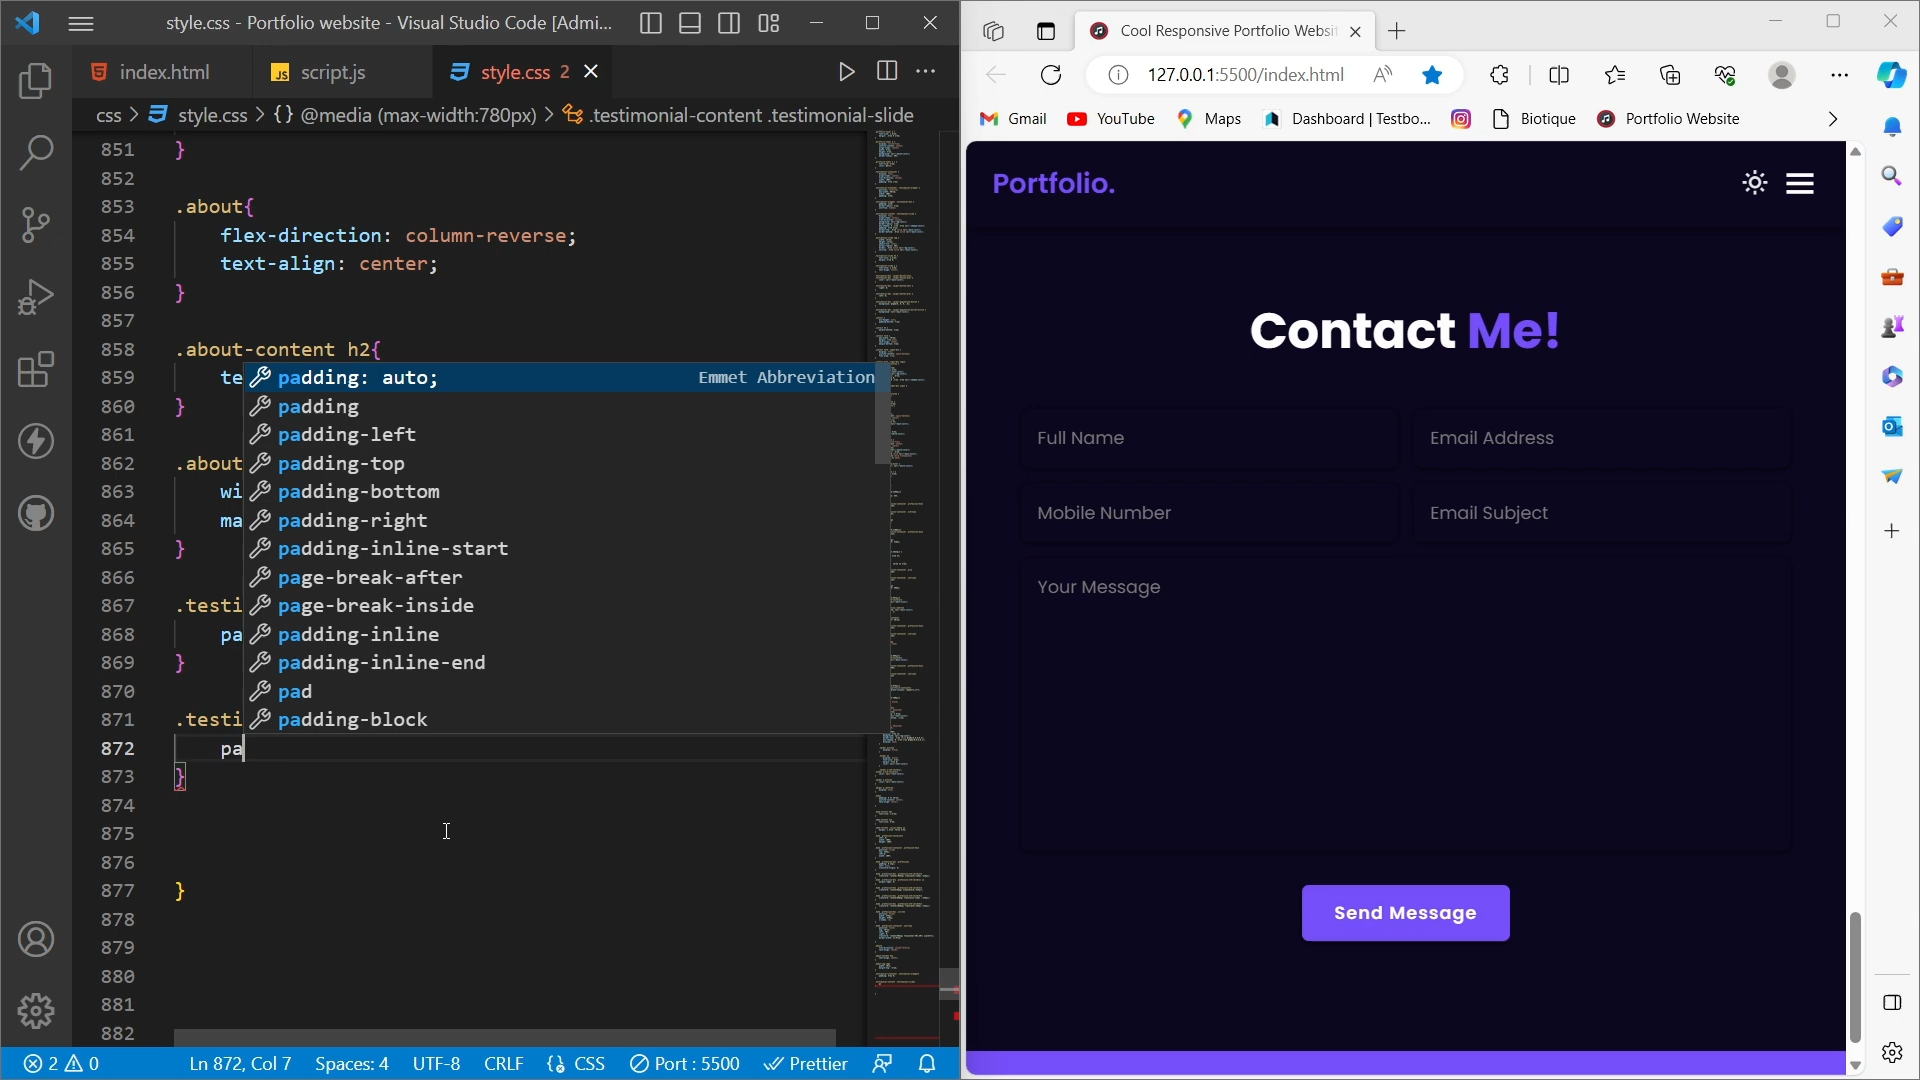 style.css - Portfolio website - Visual Studio Code [Admi...
index.html
JS script.js
style.css 2
css > style.css > {} @media (max-width:780px) > .testimonial-content .testimonial-slide
851 }
852
853 .about{
854 flex-direction: column-reverse;
855 text-align: center;
856 }
857
858 .about-content h2{
859 te
860 }
861
862 .about
863 wi
864 ma
865 }
866
867 .testi
868 pa
869 }
870
871 .testi
872 pa
873 }
874
875
876
877 }
878
879
880
881
882
padding: auto; Emmet Abbreviation
padding
padding-left
padding-top
padding-bottom
padding-right
padding-inline-start
page-break-after
page-break-inside
padding-inline
padding-inline-end
pad
padding-block
2 0
Ln 872, Col 7
Spaces: 4
UTF-8
CRLF
{} CSS
Port : 5500
Prettier
Cool Responsive Portfolio Websit
127.0.0.1:5500/index.html
Gmail
YouTube
Maps
Dashboard | Testbo...
Biotique
Portfolio Website
Portfolio.
Contact Me!
Full Name
Email Address
Mobile Number
Email Subject
Your Message
Send Message